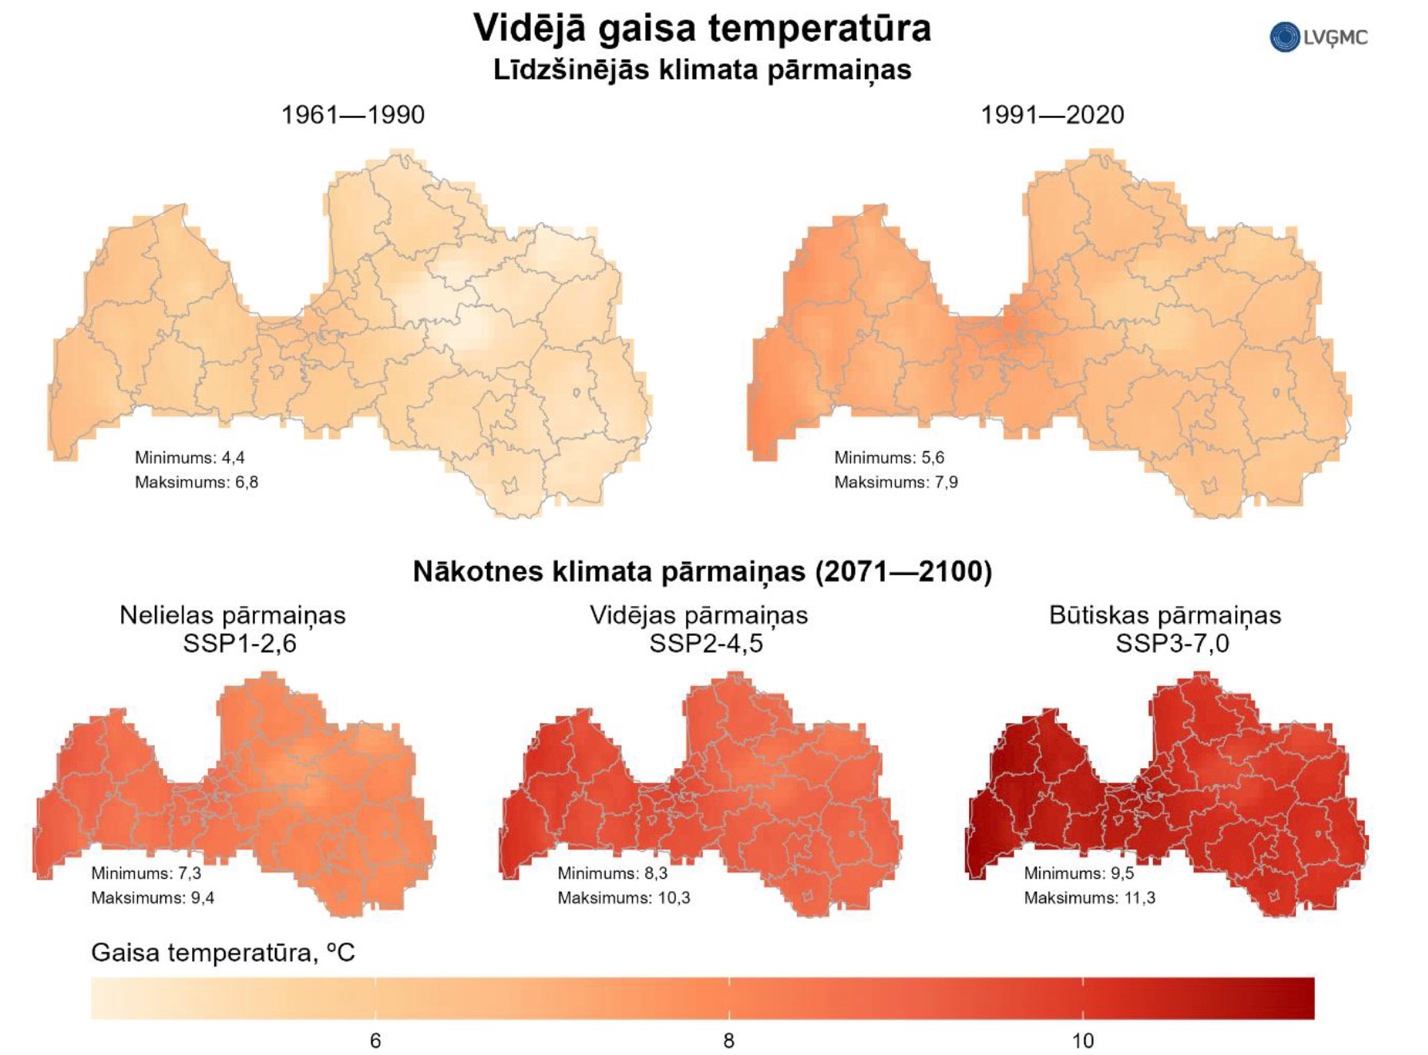 Vidējā gaisa temperatūra
Līdzšinējās klimata pārmaiņas
LVĢMC
1961—1990
1991—2020
Minimums: 4,4
Maksimums: 6,8
Minimums: 5,6
Maksimums: 7,9
Nākotnes klimata pārmaiņas (2071—2100)
Nelielas pārmaiņas
SSP1-2,6
Vidējas pārmaiņas
SSP2-4,5
Būtiskas pārmaiņas
SSP3-7,0
Minimums: 7,3
Maksimums: 9,4
Minimums: 8,3
Maksimums: 10,3
Minimums: 9,5
Maksimums: 11,3
Gaisa temperatūra, ºC
6 8 10